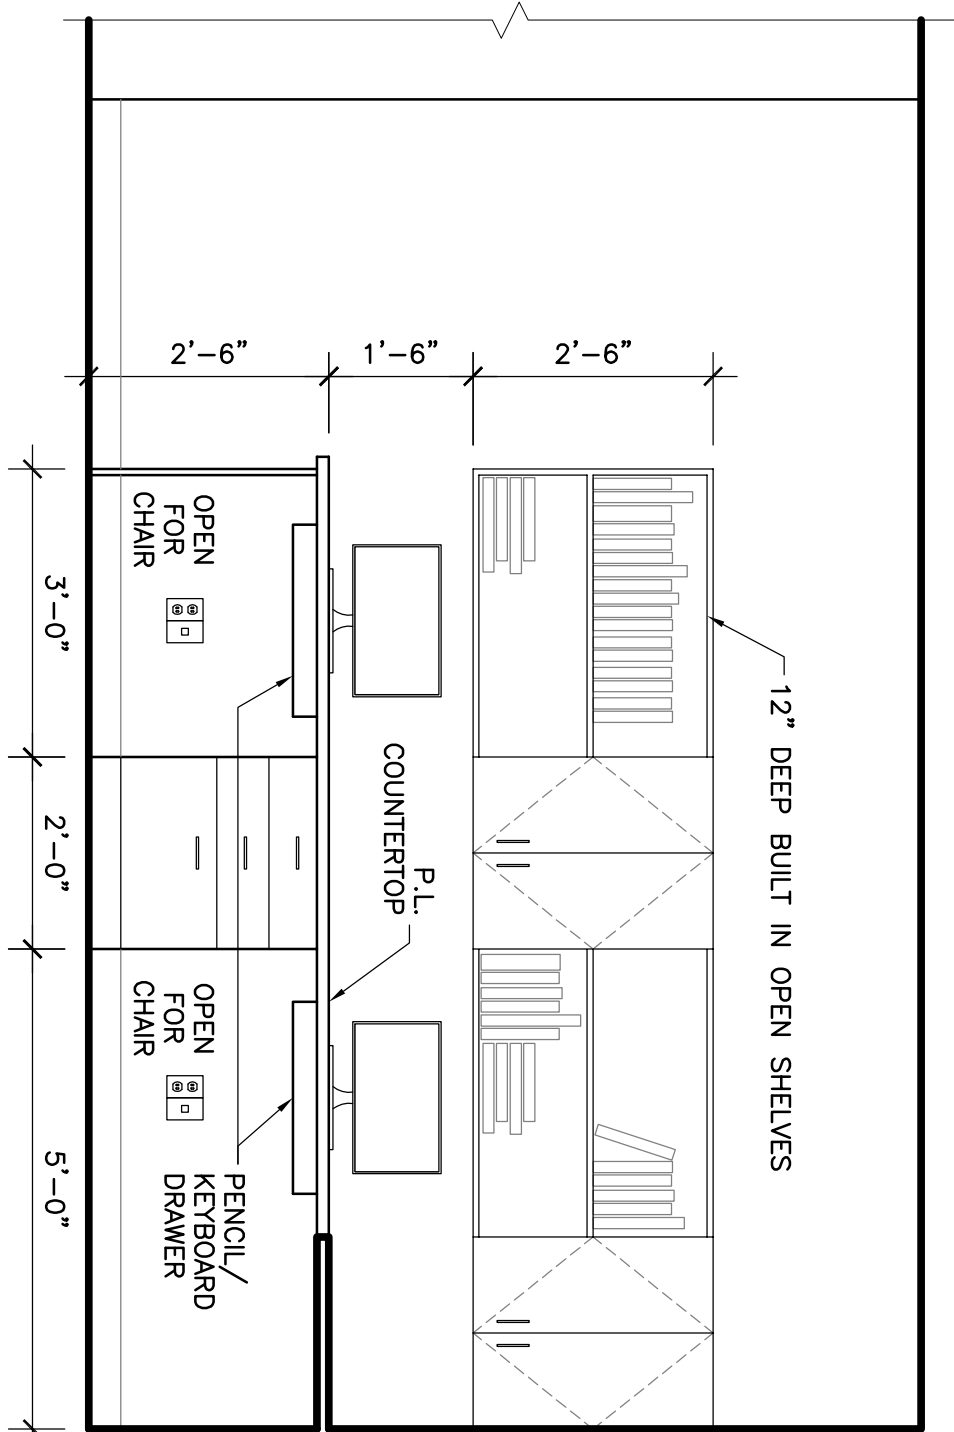 12” DEEP BUILT IN OPEN SHELVES
2’-6”
1’-6”
2’-6”
P.L.
COUNTERTOP
OPEN
FOR
CHAIR
OPEN
FOR
CHAIR
PENCIL/
KEYBOARD
DRAWER
3’-0”
2’-0”
5’-0”